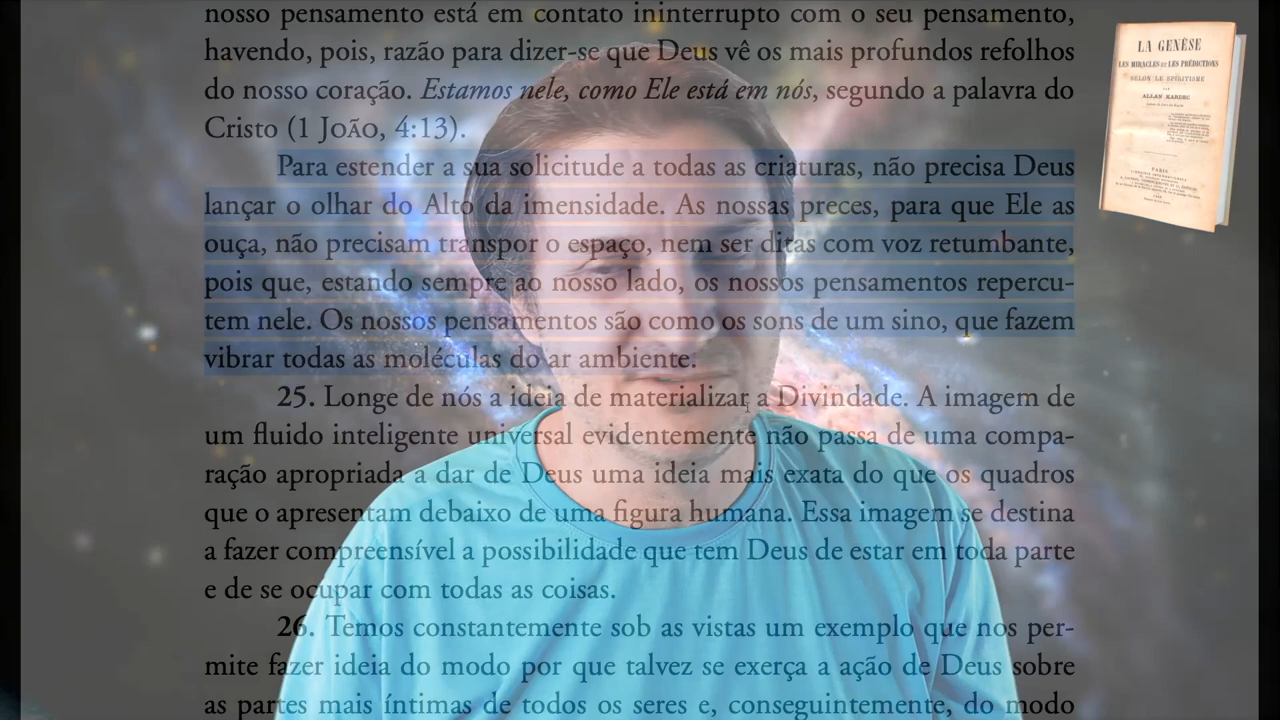 nosso pensamento está em contato ininterrupto com o seu pensamento,
havendo, pois, razão para dizer-se que Deus vê os mais profundos refolhos
do nosso coração. Estamos nele, como Ele está em nós, segundo a palavra do
Cristo (1 JOÃO, 4:13).
Para estender a sua solicitude a todas as criaturas, não precisa Deus
lançar o olhar do Alto da imensidade. As nossas preces, para que Ele as
ouça, não precisam transpor o espaço, nem ser ditas com voz retumbante,
pois que, estando sempre ao nosso lado, os nossos pensamentos repercu-
tem nele. Os nossos pensamentos são como os sons de um sino, que fazem
vibrar todas as moléculas do ar ambiente.
25. Longe de nós a ideia de materializar a Divindade. A imagem de
um fluido inteligente universal evidentemente não passa de uma compa-
ração apropriada a dar de Deus uma ideia mais exata do que os quadros
que o apresentam debaixo de uma figura humana. Essa imagem se destina
a fazer compreensível a possibilidade que tem Deus de estar em toda parte
e de se ocupar com todas as coisas.
26. Temos constantemente sob as vistas um exemplo que nos per-
mite fazer ideia do modo por que talvez se exerça a ação de Deus sobre
as partes mais íntimas de todos os seres e, conseguintemente, do modo
LA GENÈSE
LES MIRACLES ET LES PRÉDICTIONS
SELON LE SPIRITISME
PAR
ALLAN KARDEC
PARIS